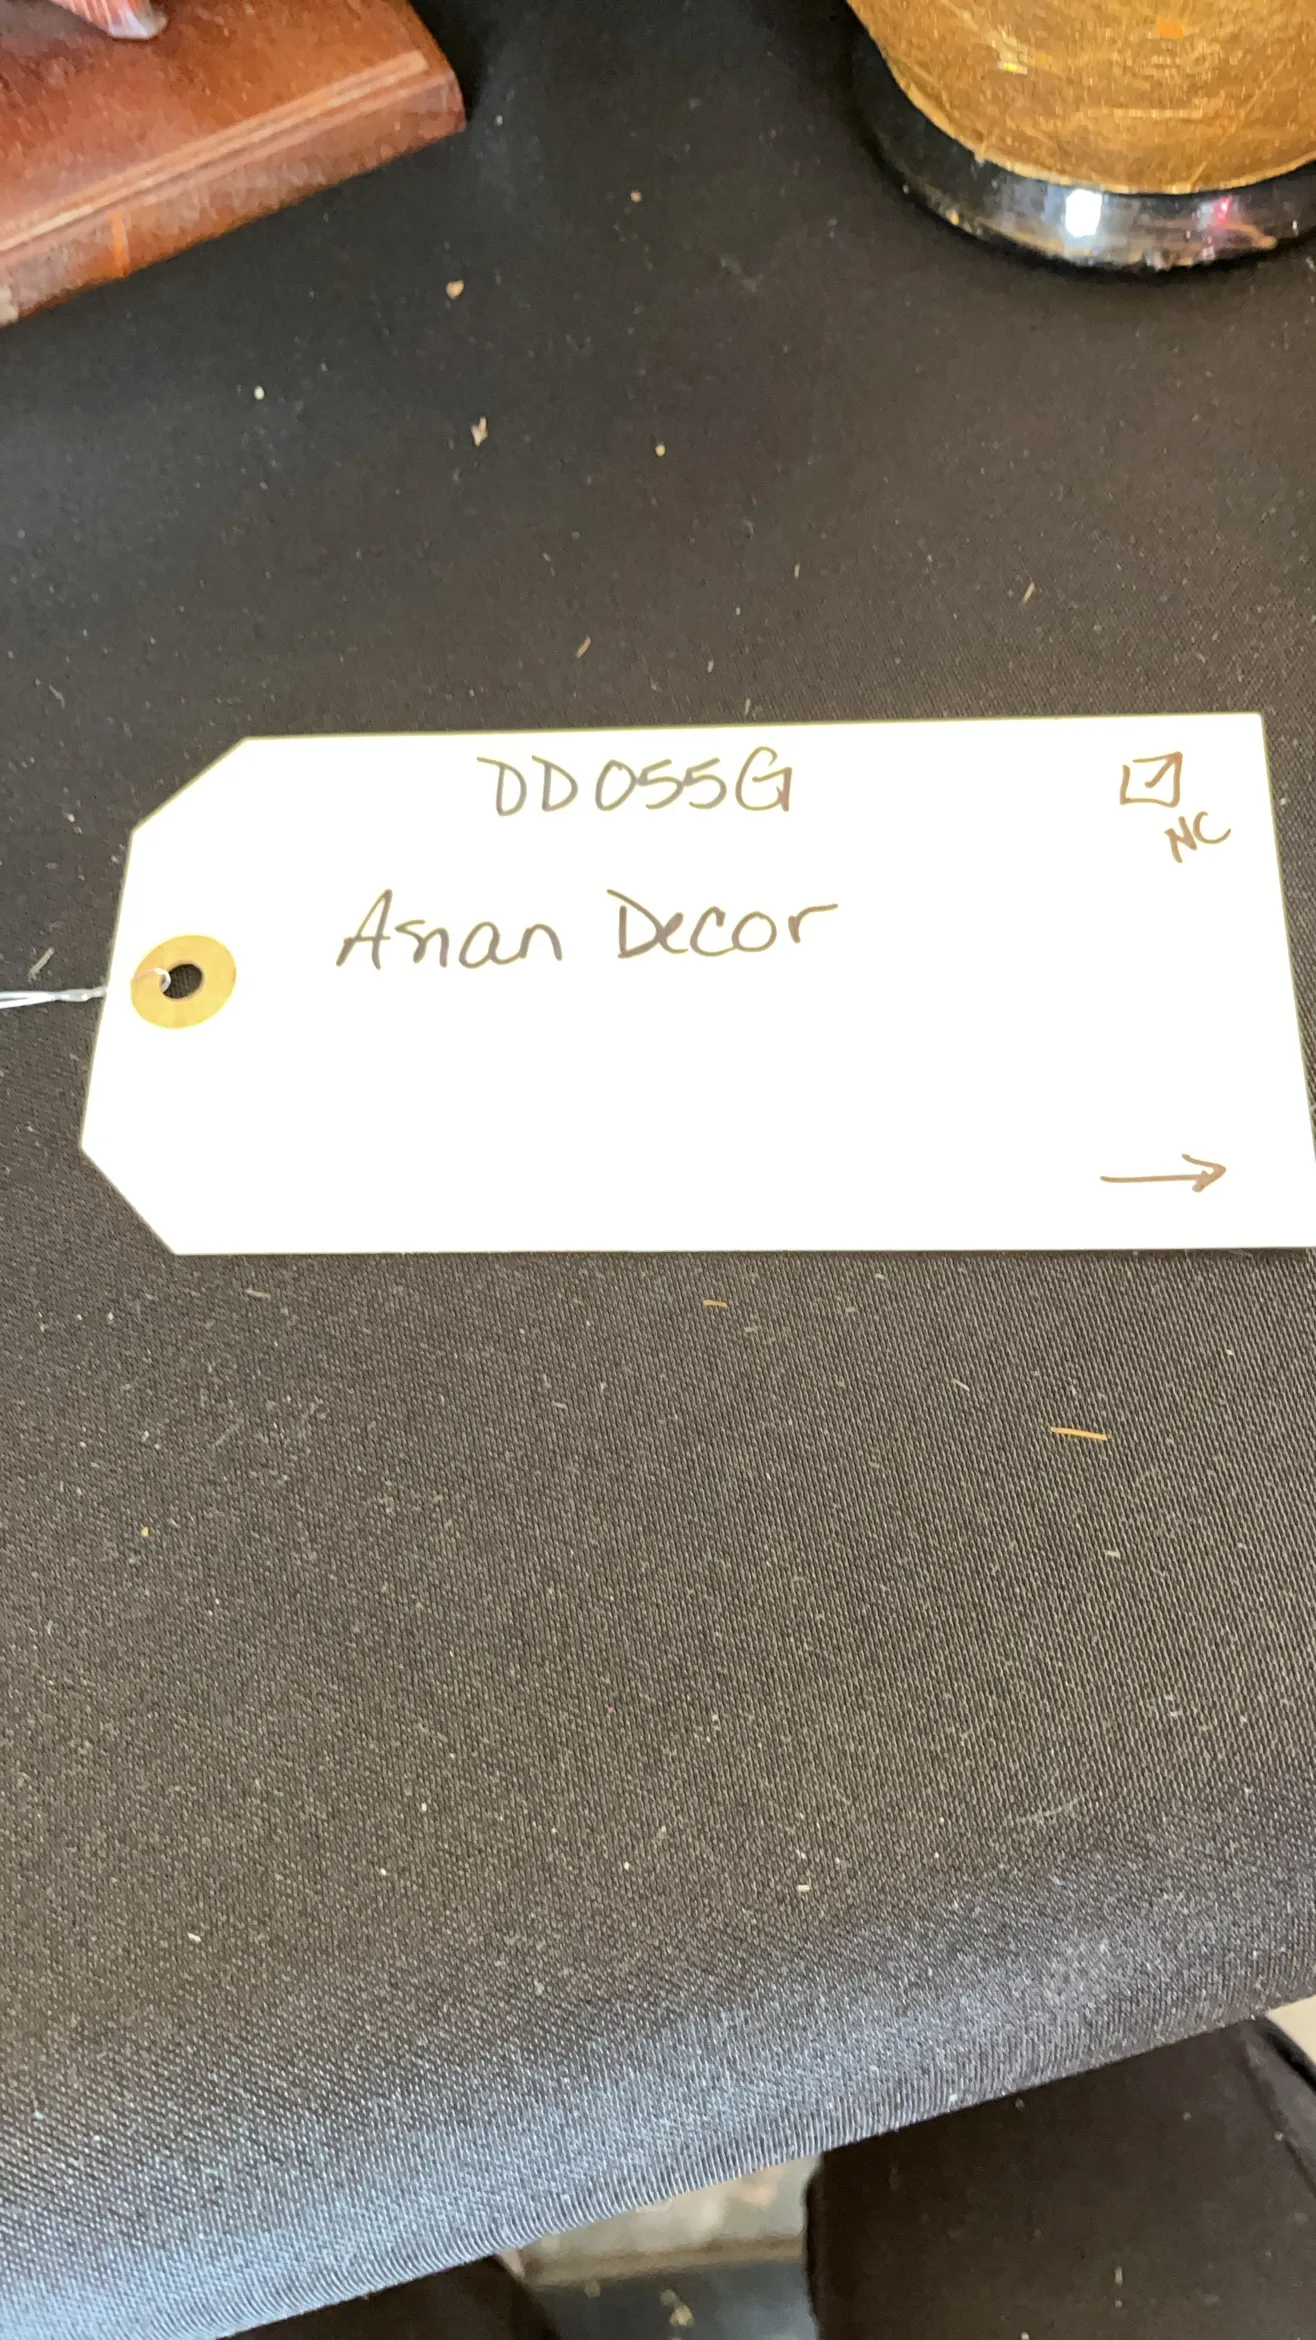 DD055G
NC
Asian Decor